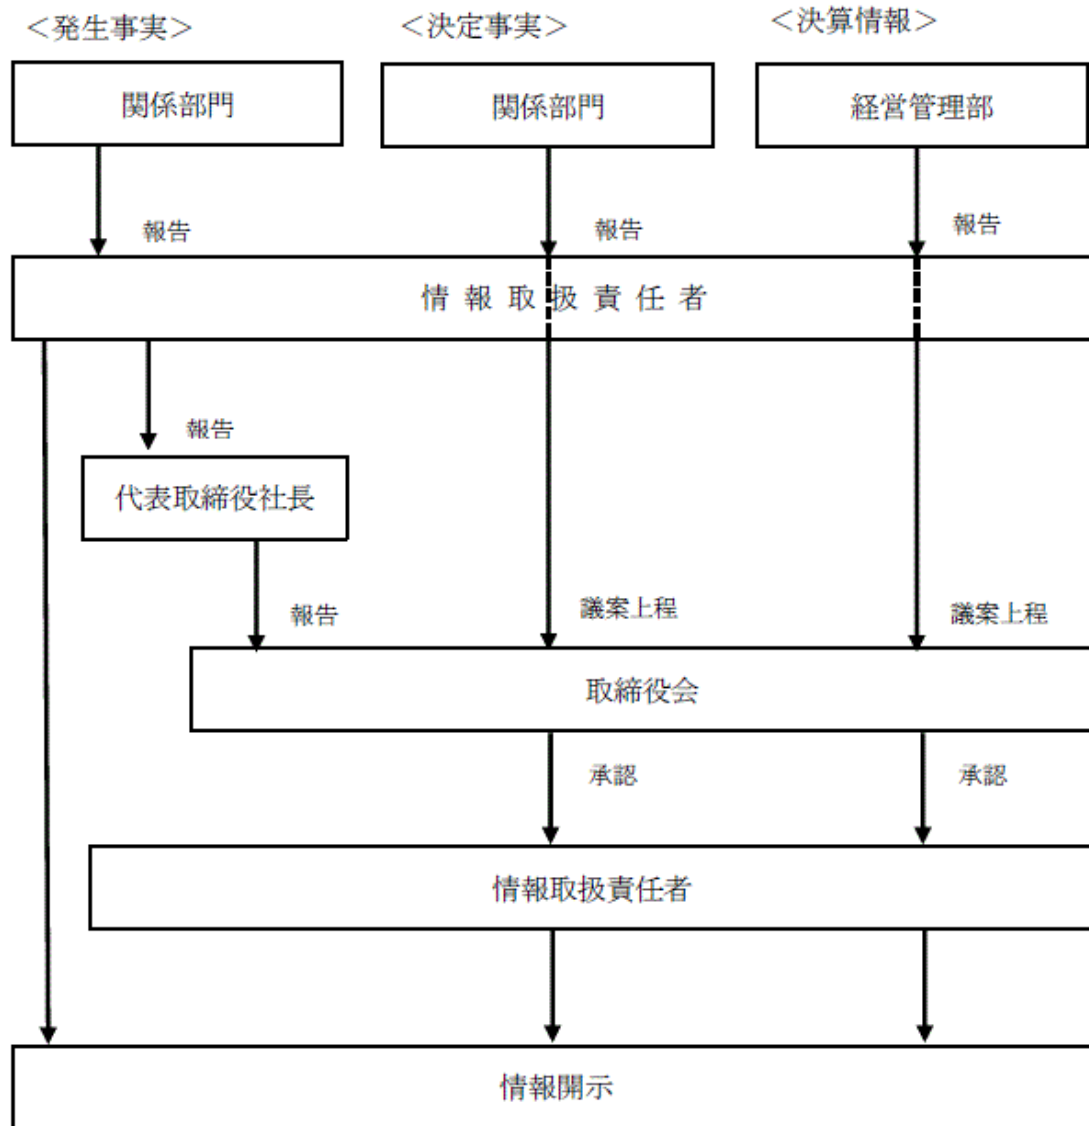 ＜発生事実＞
＜決定事実＞
＜決算情報＞
関係部門
関係部門
経営管理部
報告
報告
報告
情報取扱責任者
報告
代表取締役社長
報告
議案上程
議案上程
取締役会
承認
承認
情報取扱責任者
情報開示